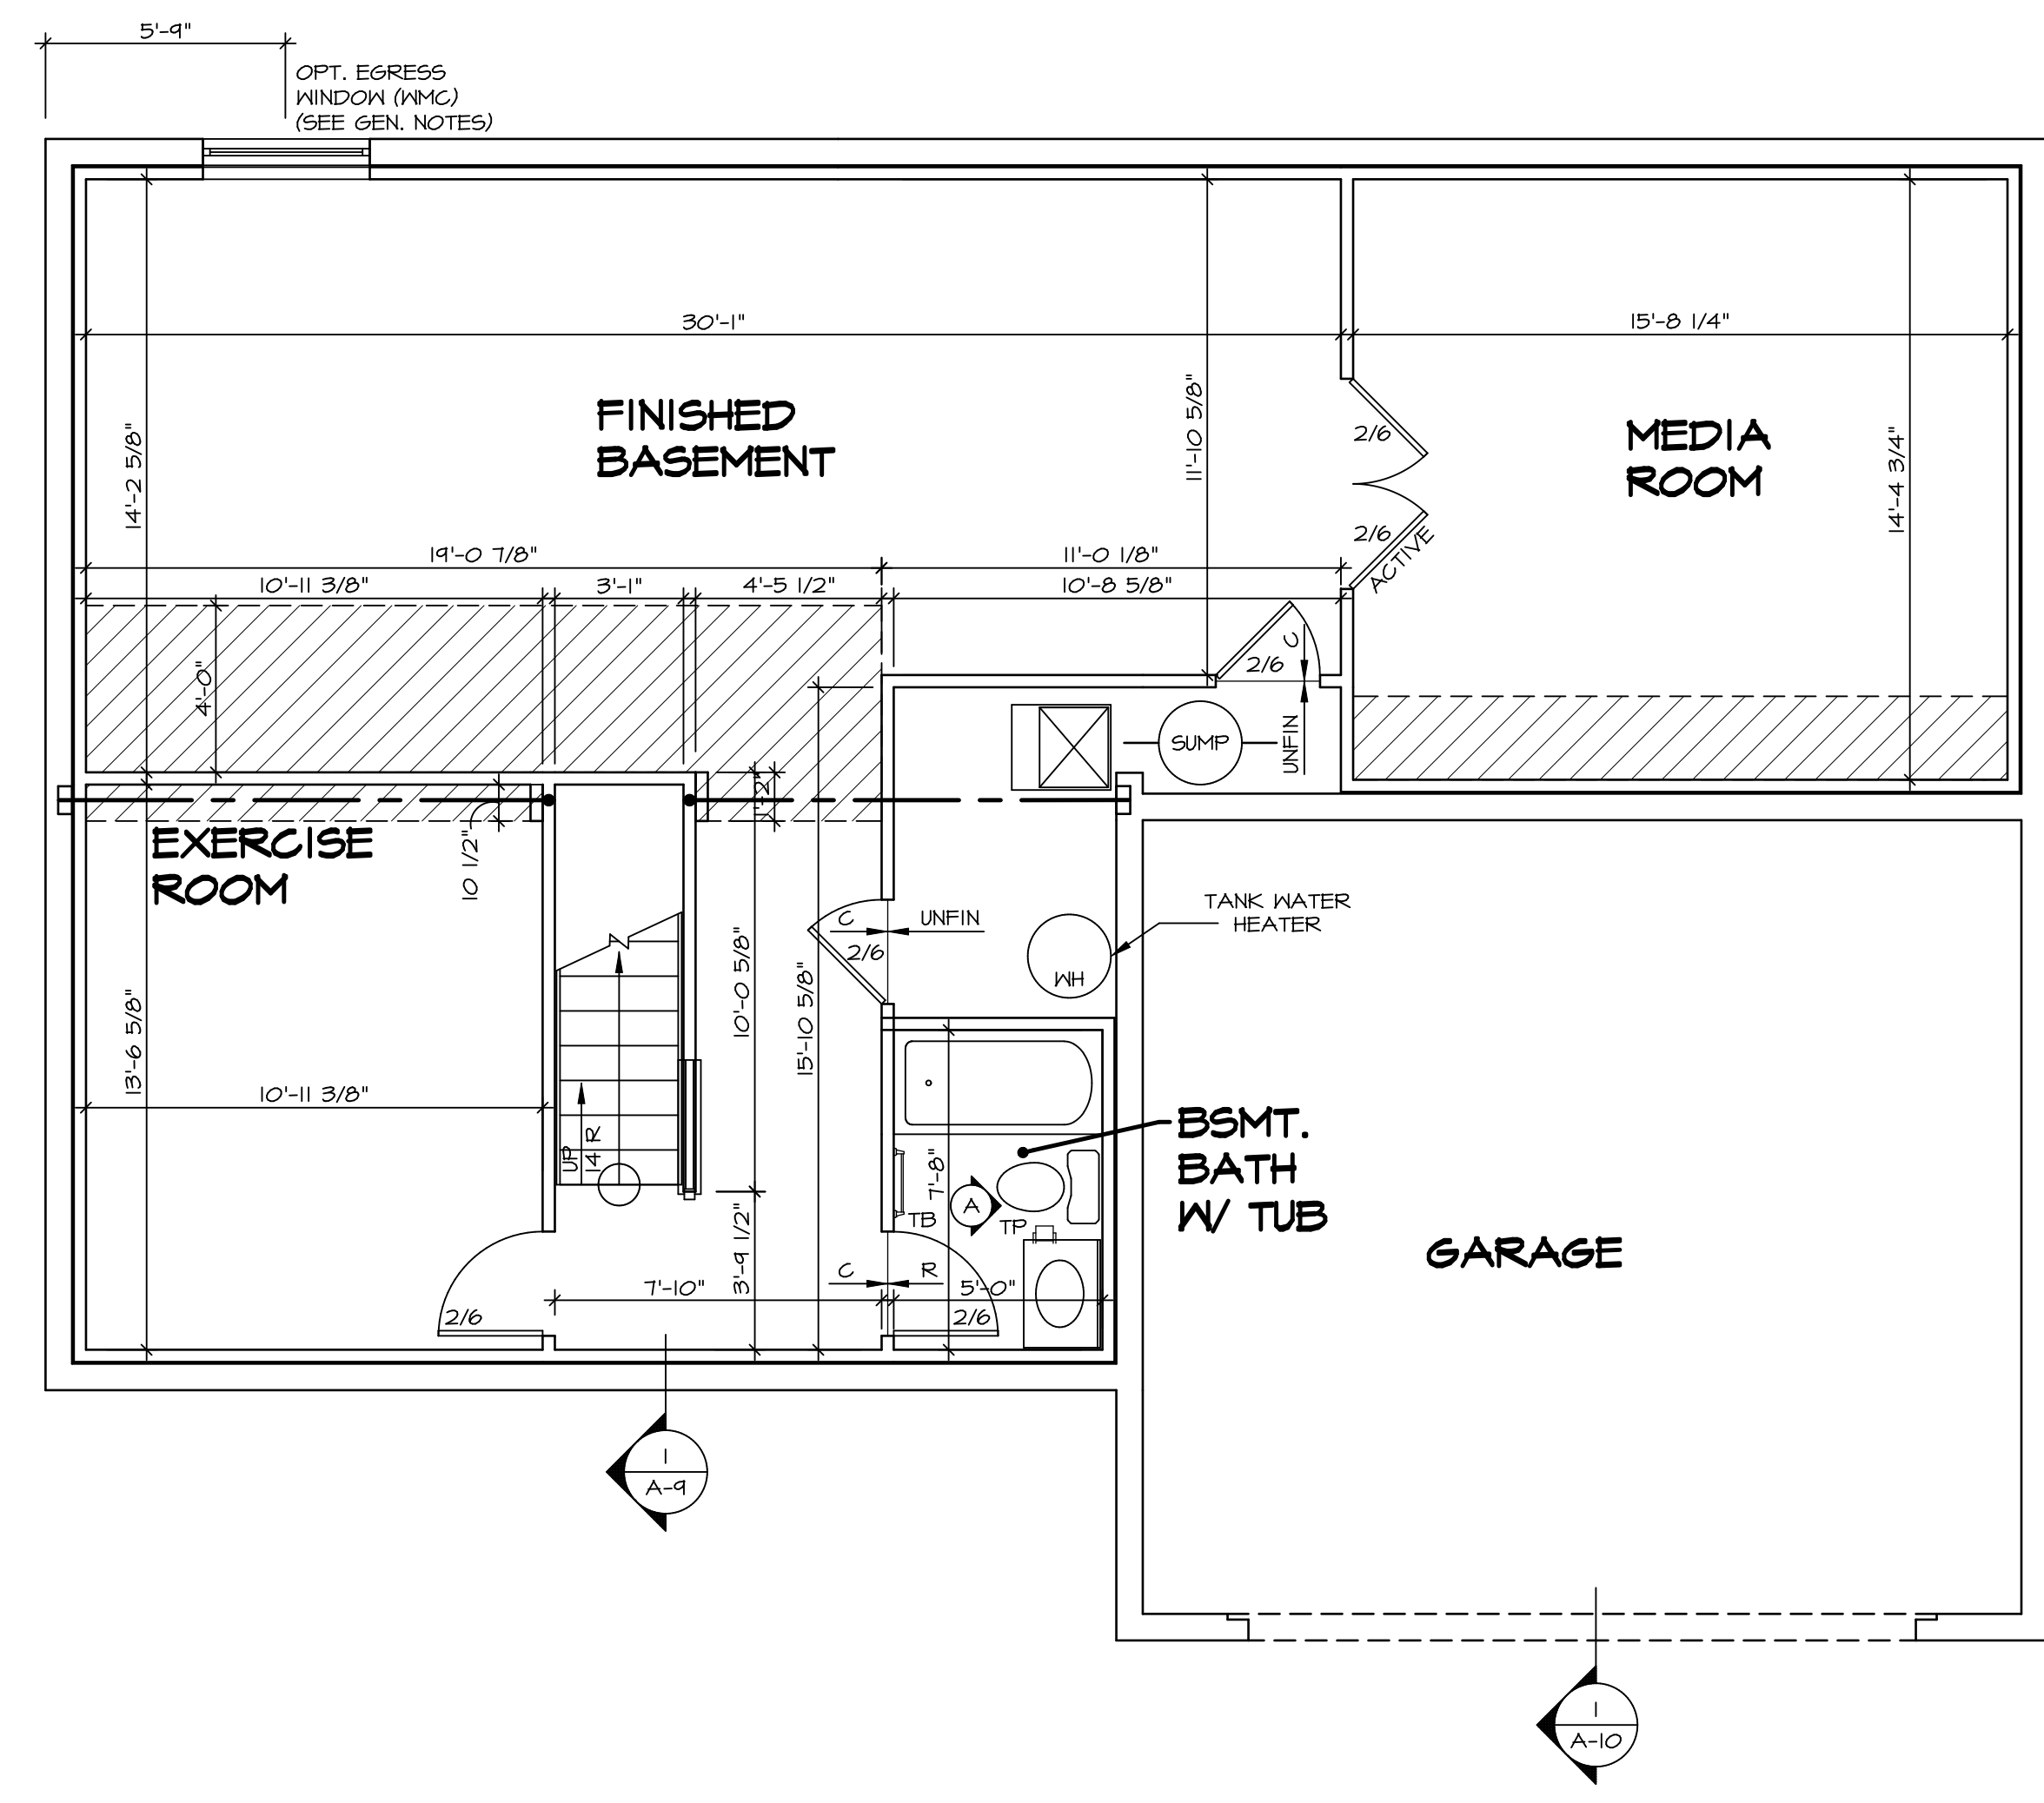 5'-9"
OPT. EGRESS
WINDOW (WMC)
(SEE GEN. NOTES)
30'-1"
15'-8 1/4"
FINISHED
BASEMENT
MEDIA
ROOM
14'-2 5/8"
11'-10 5/8"
14'-4 3/4"
2/6
2/6
ACTIVE
19'-0 7/8"
11'-0 1/8"
10'-11 3/8"
3'-1"
4'-5 1/2"
10'-8 5/8"
4'-0"
2/6
C
UNFIN
SUMP
1'-2"
EXERCISE
ROOM
10 1/2"
TANK WATER
HEATER
C
UNFIN
2/6
WH
10'-0 5/8"
15'-10 5/8"
13'-6 5/8"
10'-11 3/8"
UP
14 R
7'-8"
BSMT.
BATH
W/ TUB
TB
A
TP
GARAGE
3'-9 1/2"
C
R
7'-10"
5'-0"
2/6
2/6
1
A-9
1
A-10